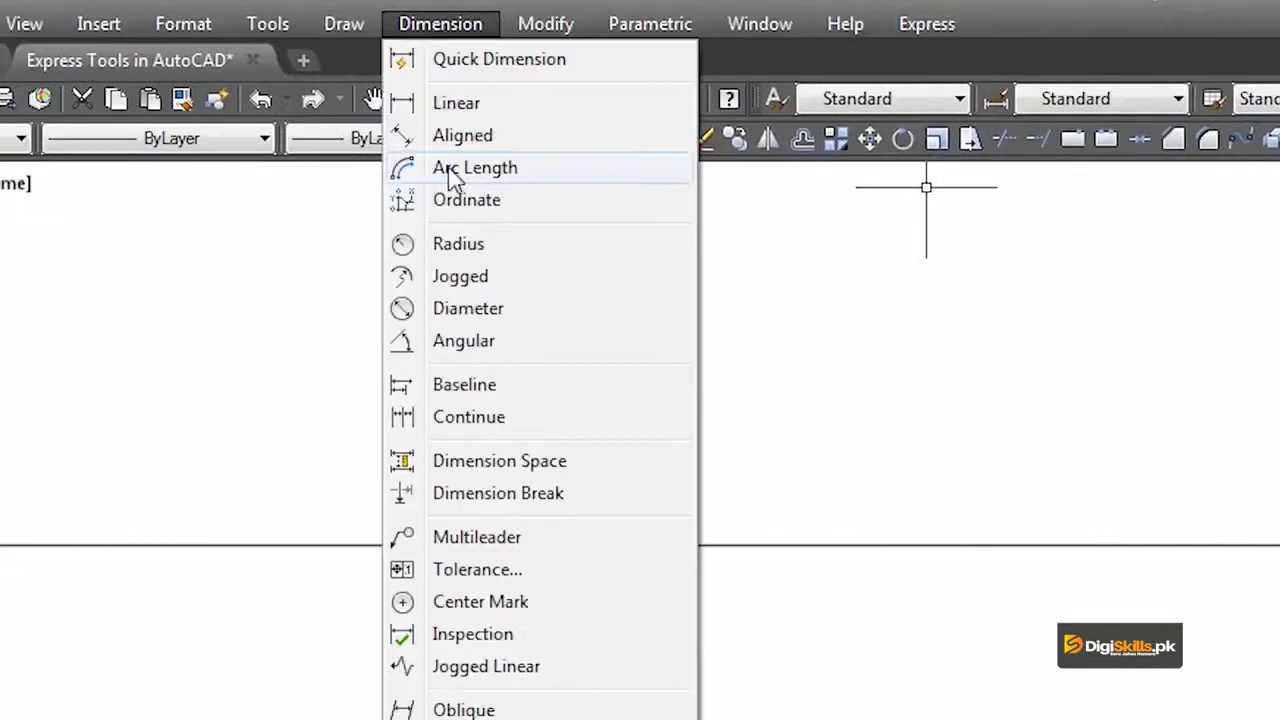 View Insert Format Tools Draw Dimension Modify Parametric Window Help Express
Express Tools in AutoCAD*
Standard Standard Stanc
ByLayer ByLa
me]
Quick Dimension
Linear
Aligned
Arc Length
Ordinate
Radius
Jogged
Diameter
Angular
Baseline
Continue
Dimension Space
Dimension Break
Multileader
Tolerance...
Center Mark
Inspection
Jogged Linear
Oblique
DigiSkills.pk